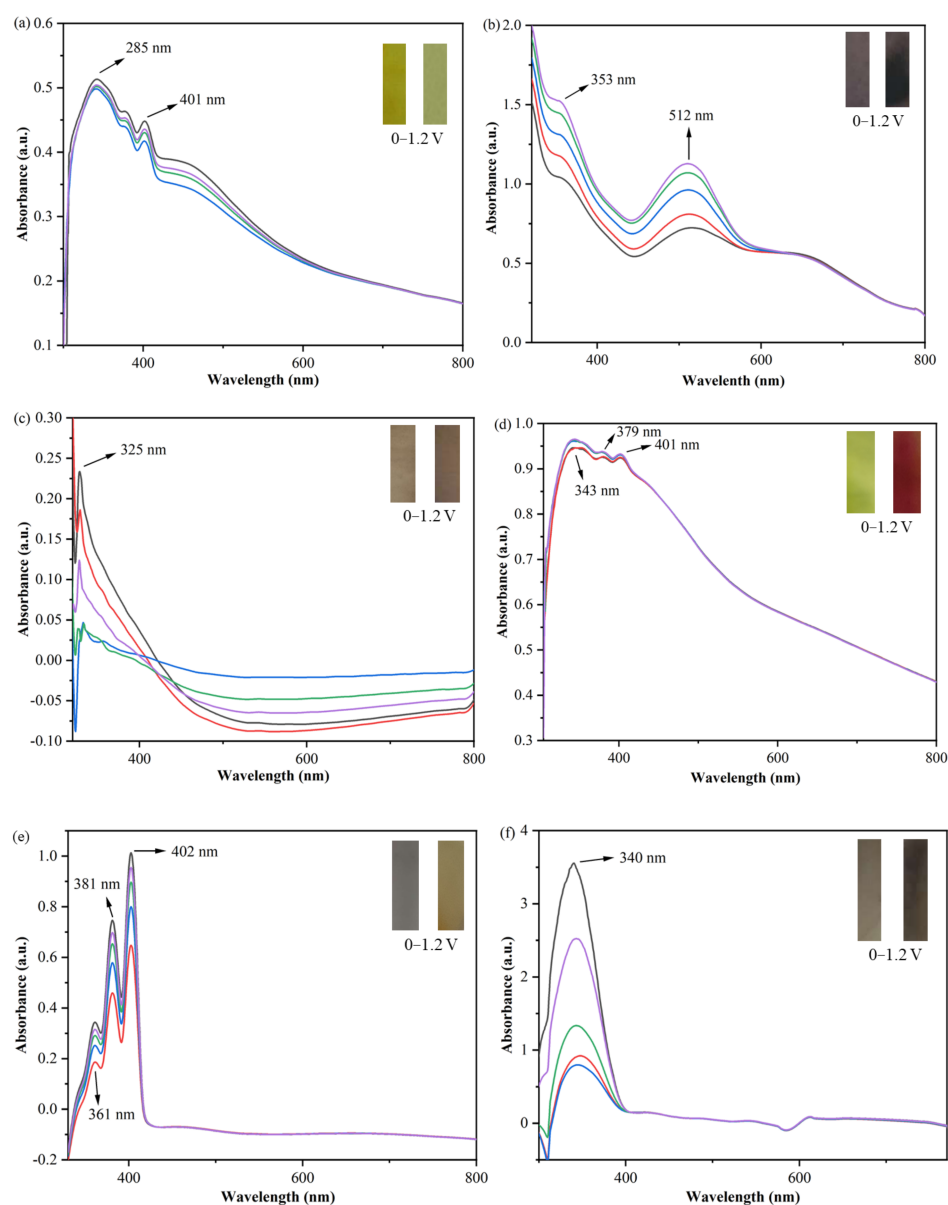 (a)
285 nm
401 nm
0–1.2 V
Absorbance (a.u.)
0.6
0.5
0.4
0.3
0.2
0.1
400
600
800
Wavelength (nm)
(b)
353 nm
512 nm
0–1.2 V
Absorbance (a.u.)
2.0
1.5
1.0
0.5
0.0
400
600
800
Wavelenth (nm)
(c)
325 nm
0–1.2 V
Absorbance (a.u.)
0.30
0.25
0.20
0.15
0.10
0.05
0.00
-0.05
-0.10
400
600
800
Wavelength (nm)
(d)
379 nm
401 nm
343 nm
0–1.2 V
Absorbance (a.u.)
1.0
0.9
0.8
0.7
0.6
0.5
0.4
0.3
400
600
800
Wavelength (nm)
(e)
402 nm
381 nm
361 nm
0–1.2 V
Absorbance (a.u.)
1.0
0.8
0.6
0.4
0.2
0.0
-0.2
400
600
800
Wavelength (nm)
(f)
340 nm
0–1.2 V
Absorbance (a.u.)
4
3
2
1
0
400
600
Wavelength (nm)